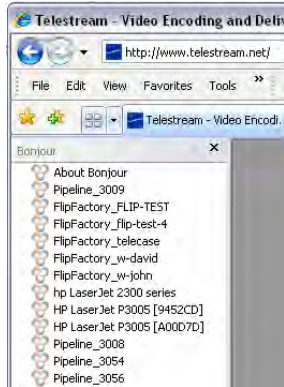 Telestream - Video Encoding and Deliv
http://www.telestream.net/
File Edit View Favorites Tools »
Telestream - Video Encodi...
Bonjour
About Bonjour
Pipeline_3009
FlipFactory_FLIP-TEST
FlipFactory_flip-test-4
FlipFactory_telecase
FlipFactory_w-david
FlipFactory_w-john
hp LaserJet 2300 series
HP LaserJet P3005 [9452CD]
HP LaserJet P3005 [A00D7D]
Pipeline_3008
Pipeline_3054
Pipeline_3056